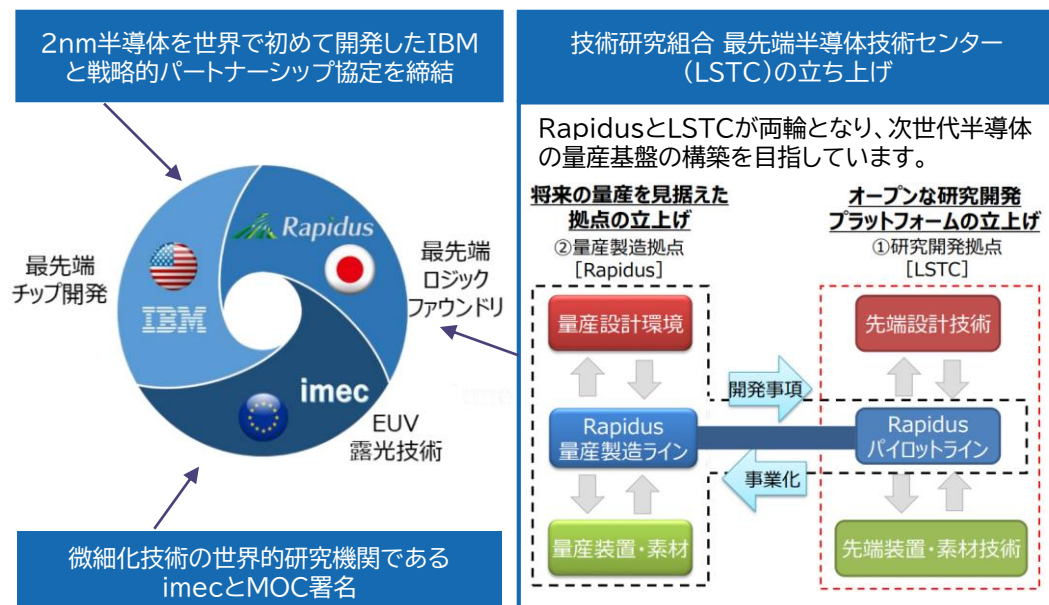 2nm半導体を世界で初めて開発したIBM
と戦略的パートナーシップ協定を締結
最先端
チップ開発
IBM
Rapidus
最先端
ロジック
ファウンドリ
imec
EUV
露光技術
微細化技術の世界的研究機関である
imecとMOC署名
技術研究組合 最先端半導体技術センター
(LSTC)の立ち上げ
RapidusとLSTCが両輪となり、次世代半導体
の量産基盤の構築を目指しています。
将来の量産を見据えた
拠点の立上げ
②量産製造拠点
[Rapidus]
オープンな研究開発
プラットフォームの立上げ
①研究開発拠点
[LSTC]
量産設計環境
先端設計技術
開発事項
Rapidus
量産製造ライン
Rapidus
パイロットライン
事業化
量産装置・素材
先端装置・素材技術